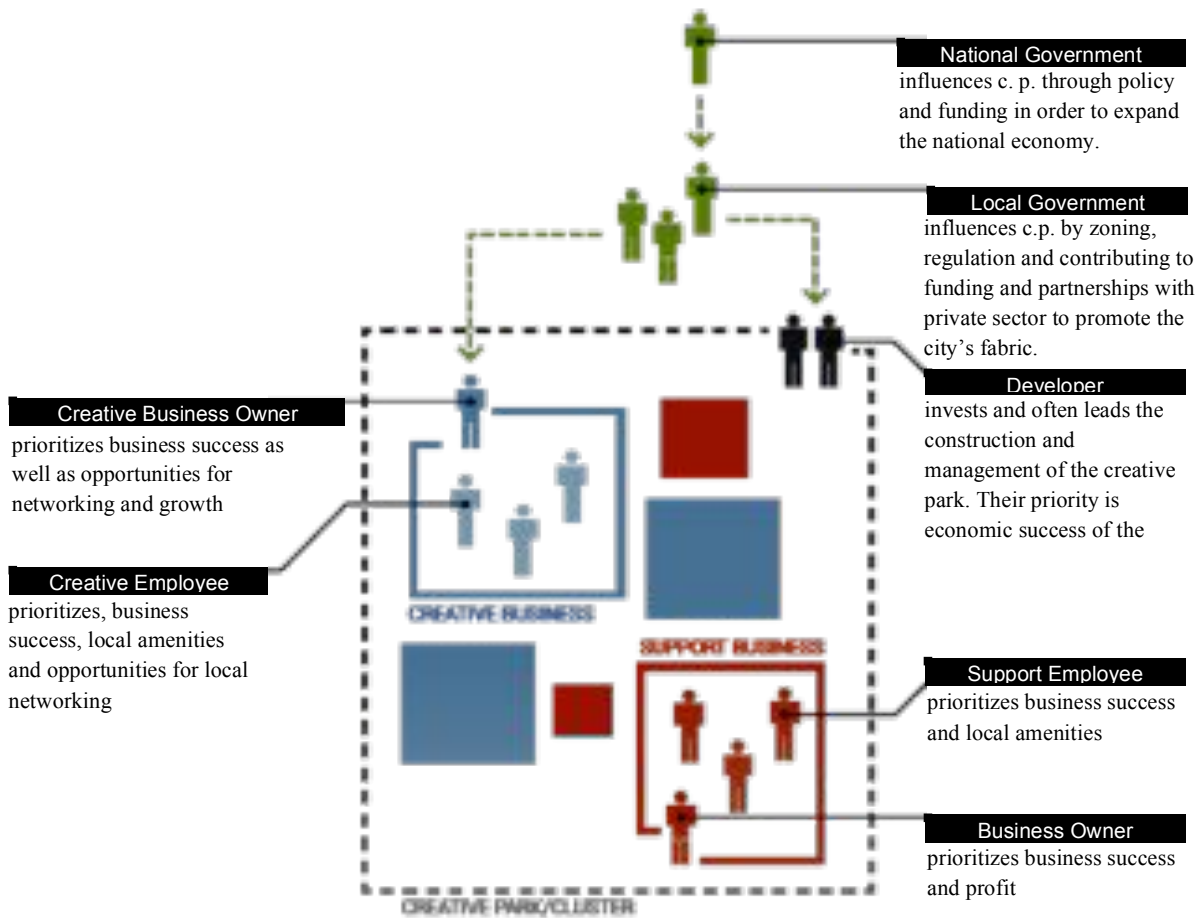 National Government
influences c. p. through policy
and funding in order to expand
the national economy.
Local Government
influences c.p. by zoning,
regulation and contributing to
funding and partnerships with
private sector to promote the
city’s fabric.
Developer
invests and often leads the
construction and
management of the creative
park. Their priority is
economic success of the
Creative Business Owner
prioritizes business success as
well as opportunities for
networking and growth
Creative Employee
prioritizes, business
success, local amenities
and opportunities for local
networking
CREATIVE BUSINESS
SUPPORT BUSINESS
Support Employee
prioritizes business success
and local amenities
Business Owner
prioritizes business success
and profit
CREATIVE PARK/CLUSTER